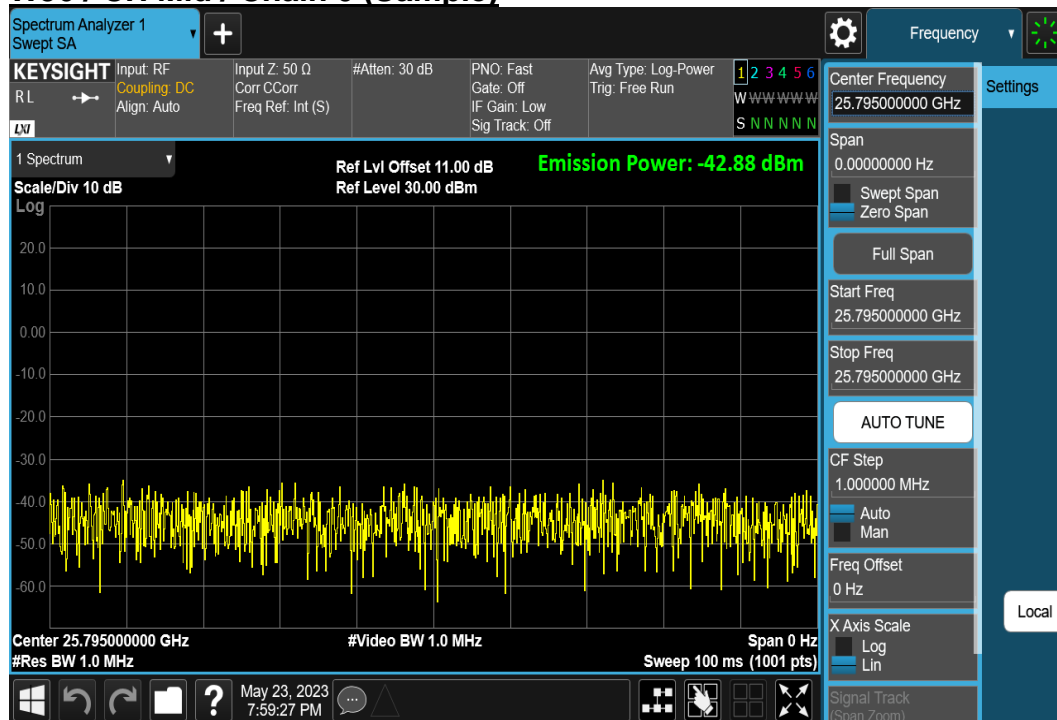 Spectrum Analyzer 1
Swept SA
Frequency
KEYSIGHT
RL
LXI
Input: RF
Coupling: DC
Align: Auto
Input Z: 50 Ω
Corr CCorr
Freq Ref: Int (S)
#Atten: 30 dB
PNO: Fast
Gate: Off
IF Gain: Low
Sig Track: Off
Avg Type: Log-Power
Trig: Free Run
1 2 3 4 5 6
W W W W W W
S N N N N N
1 Spectrum
Scale/Div 10 dB
Log
Ref Lvl Offset 11.00 dB
Ref Level 30.00 dBm
Emission Power: -42.88 dBm
20.0
10.0
0.00
-10.0
-20.0
-30.0
-40.0
-50.0
-60.0
Center 25.795000000 GHz
#Res BW 1.0 MHz
#Video BW 1.0 MHz
Span 0 Hz
Sweep 100 ms (1001 pts)
May 23, 2023
7:59:27 PM
Center Frequency
25.795000000 GHz
Span
0.00000000 Hz
Swept Span
Zero Span
Full Span
Start Freq
25.795000000 GHz
Stop Freq
25.795000000 GHz
AUTO TUNE
CF Step
1.000000 MHz
Auto
Man
Freq Offset
0 Hz
X Axis Scale
Log
Lin
Signal Track
(Span Zoom)
Settings
Local